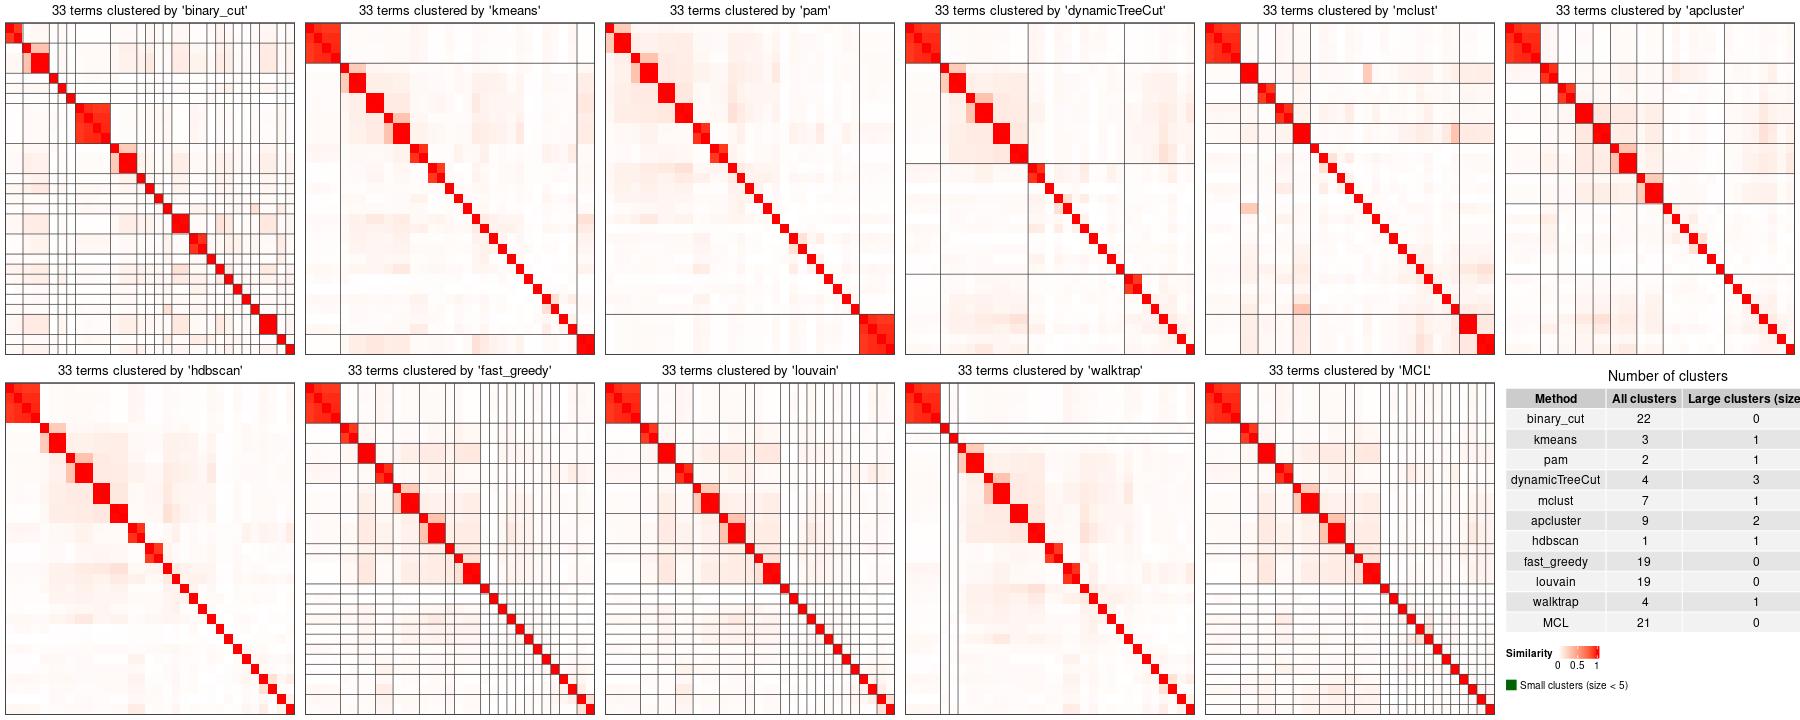 33 terms clustered by 'binary_cut'
33 terms clustered by 'kmeans'
33 terms clustered by 'pam'
33 terms clustered by 'dynamicTreeCut'
33 terms clustered by 'mclust'
33 terms clustered by 'apcluster'
33 terms clustered by 'hdbscan'
33 terms clustered by 'fast_greedy'
33 terms clustered by 'louvain'
33 terms clustered by 'walktrap'
33 terms clustered by 'MCL'
Number of clusters
Method All clusters Large clusters (size
binary_cut 22 0
kmeans 3 1
pam 2 1
dynamicTreeCut 4 3
mclust 7 1
apcluster 9 2
hdbscan 1 1
fast_greedy 19 0
louvain 19 0
walktrap 4 1
MCL 21 0
Similarity
0 0.5 1
Small clusters (size < 5)